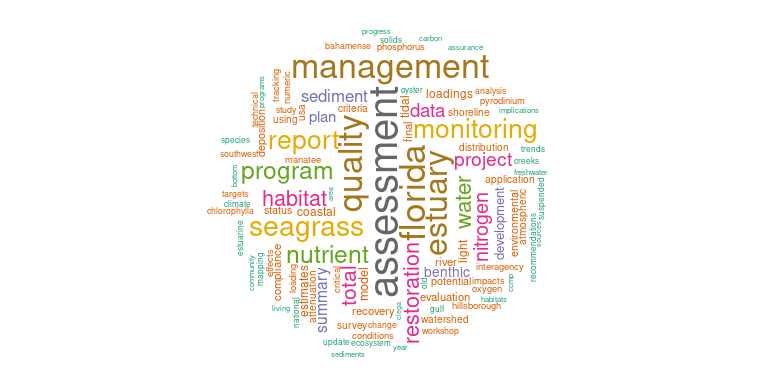 progress
carbon
solids
bahamense
phosphorus
assurance
management
tracking
numeric
sediment
oyster
loadings
analysis
pyrodinium
technical
programs
study
usa
criteria
tidal
data
shoreline
implications
using
plan
deposition
report
quality
assessment
final
monitoring
species
southwest
manatee
florida
estuary
distribution
trends
project
creeks
bottom
program
freshwater
application
targets
climate
habitat
area
water
chlorophylla
status
coastal
nitrogen
development
environmental
atmospheric
suspended
sources
recommendations
estuarine
seagrass
community
mapping
effects
compliance
nutrient
restoration
river
light
interagency
benthic
loading
estimates
attenuation
summary
critical
total
model
old
potential
impacts
oxygen
ccmp
habitats
evaluation
living
national
recovery
ciega
gulf
hillsborough
watershed
survey
change
workshop
conditions
update
ecosystem
year
sediments